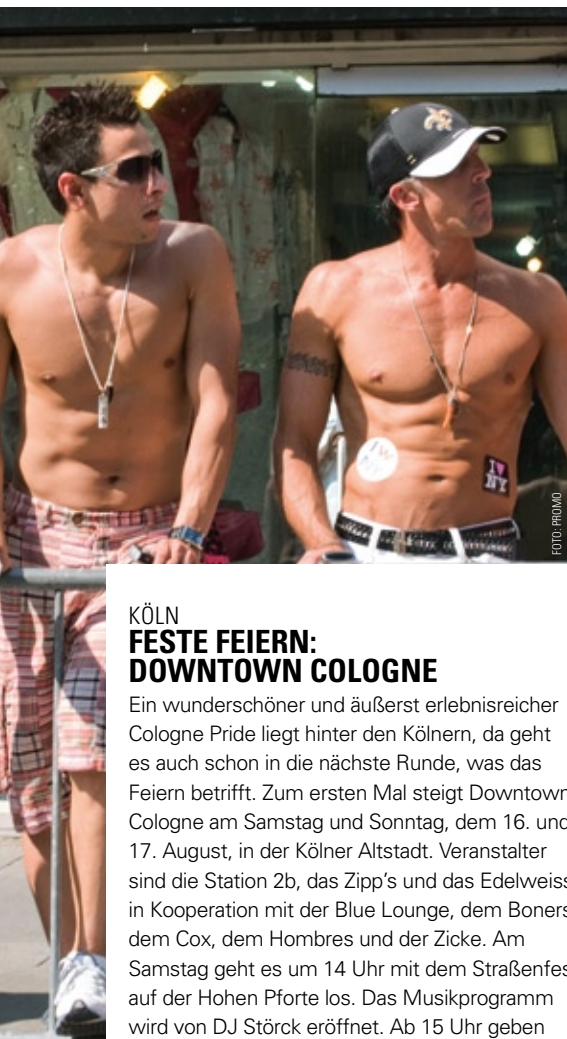 I ♥
NY
FOTO: PROMO
KÖLN
FESTE FEIERN:
DOWNTOWN COLOGNE
Ein wunderschöner und äußerst erlebnisreicher
Cologne Pride liegt hinter den Kölnern, da geht
es auch schon in die nächste Runde, was das
Feiern betrifft. Zum ersten Mal steigt Downtown
Cologne am Samstag und Sonntag, dem 16. und
17. August, in der Kölner Altstadt. Veranstalter
sind die Station 2b, das Zipp’s und das Edelweiss
in Kooperation mit der Blue Lounge, dem Boners,
dem Cox, dem Hombres und der Zicke. Am
Samstag geht es um 14 Uhr mit dem Straßenfes
auf der Hohen Pforte los. Das Musikprogramm
wird von DJ Störck eröffnet. Ab 15 Uhr geben